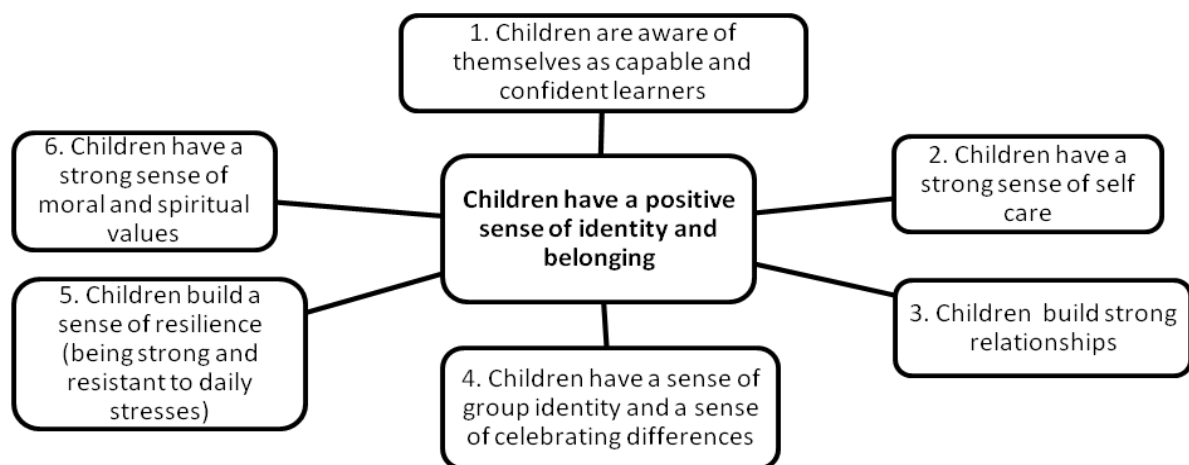 1. Children are aware of
themselves as capable and
confident learners
6. Children have a
strong sense of
moral and spiritual
values
Children have a positive
sense of identity and
belonging
2. Children have a
strong sense of self
care
5. Children build a
sense of resilience
(being strong and
resistant to daily
stresses)
3. Children  build strong
relationships
4. Children have a sense of
group identity and a sense
of celebrating differences